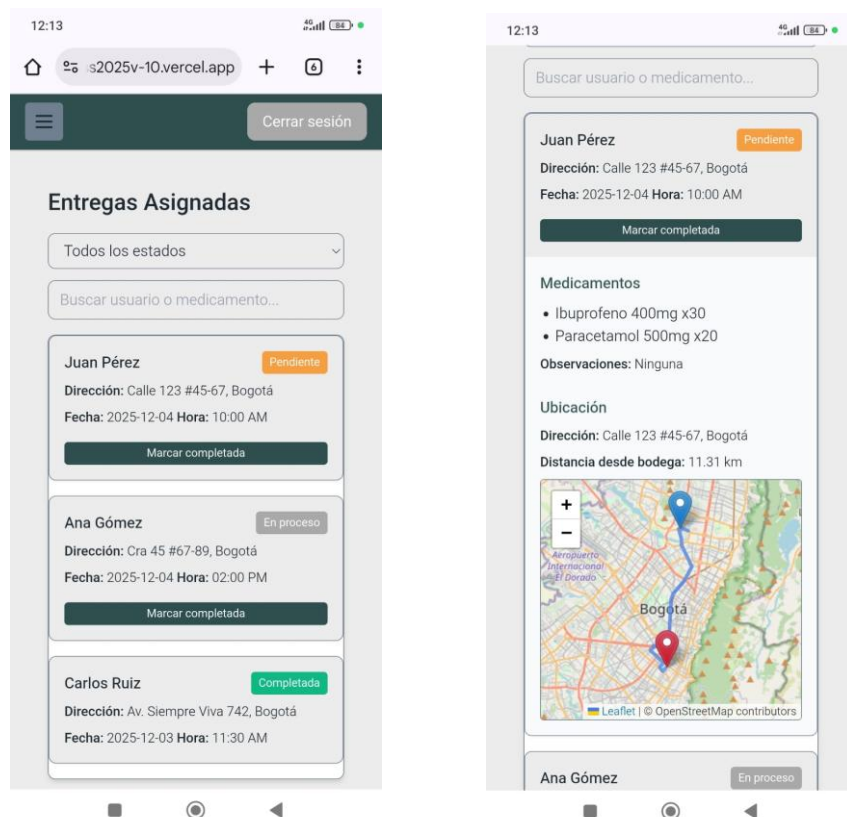 12:13
4G
84
s2025v-10.vercel.app
6
Cerrar sesión
Entregas Asignadas
Todos los estados
Buscar usuario o medicamento...
Juan Pérez
Pendiente
Dirección: Calle 123 #45-67, Bogotá
Fecha: 2025-12-04 Hora: 10:00 AM
Marcar completada
Ana Gómez
En proceso
Dirección: Cra 45 #67-89, Bogotá
Fecha: 2025-12-04 Hora: 02:00 PM
Marcar completada
Carlos Ruiz
Completada
Dirección: Av. Siempre Viva 742, Bogotá
Fecha: 2025-12-03 Hora: 11:30 AM
12:13
4G
84
Buscar usuario o medicamento...
Juan Pérez
Pendiente
Dirección: Calle 123 #45-67, Bogotá
Fecha: 2025-12-04 Hora: 10:00 AM
Marcar completada
Medicamentos
• Ibuprofeno 400mg x30
• Paracetamol 500mg x20
Observaciones: Ninguna
Ubicación
Dirección: Calle 123 #45-67, Bogotá
Distancia desde bodega: 11.31 km
+
−
Aeropuerto
Internacional
El Dorado
Bogotá
Leaflet | © OpenStreetMap contributors
Ana Gómez
En proceso